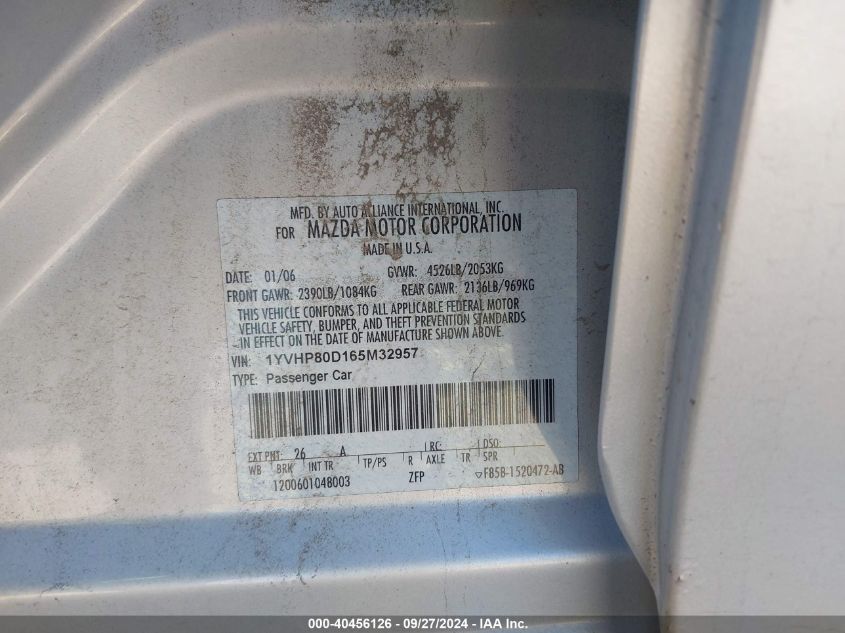 MFD. BY AUTO ALLIANCE INTERNATIONAL, INC.
FOR MAZDA MOTOR CORPORATION
MADE IN U.S.A.
DATE: 01/06 GVWR: 4526LB/2053KG
FRONT GAWR: 2390LB/1084KG REAR GAWR: 2136LB/969KG
THIS VEHICLE CONFORMS TO ALL APPLICABLE FEDERAL MOTOR
VEHICLE SAFETY, BUMPER, AND THEFT PREVENTION STANDARDS
IN EFFECT ON THE DATE OF MANUFACTURE SHOWN ABOVE.
VIN: 1YVHP80D165M32957
TYPE: Passenger Car
EXT PNT: 26 A RC: DSO:
WB BRK INT TR TP/PS R AXLE TR SPR
1200601048003 ZFP F85B-1520472-AB
000-40456126 - 09/27/2024 - IAA Inc.